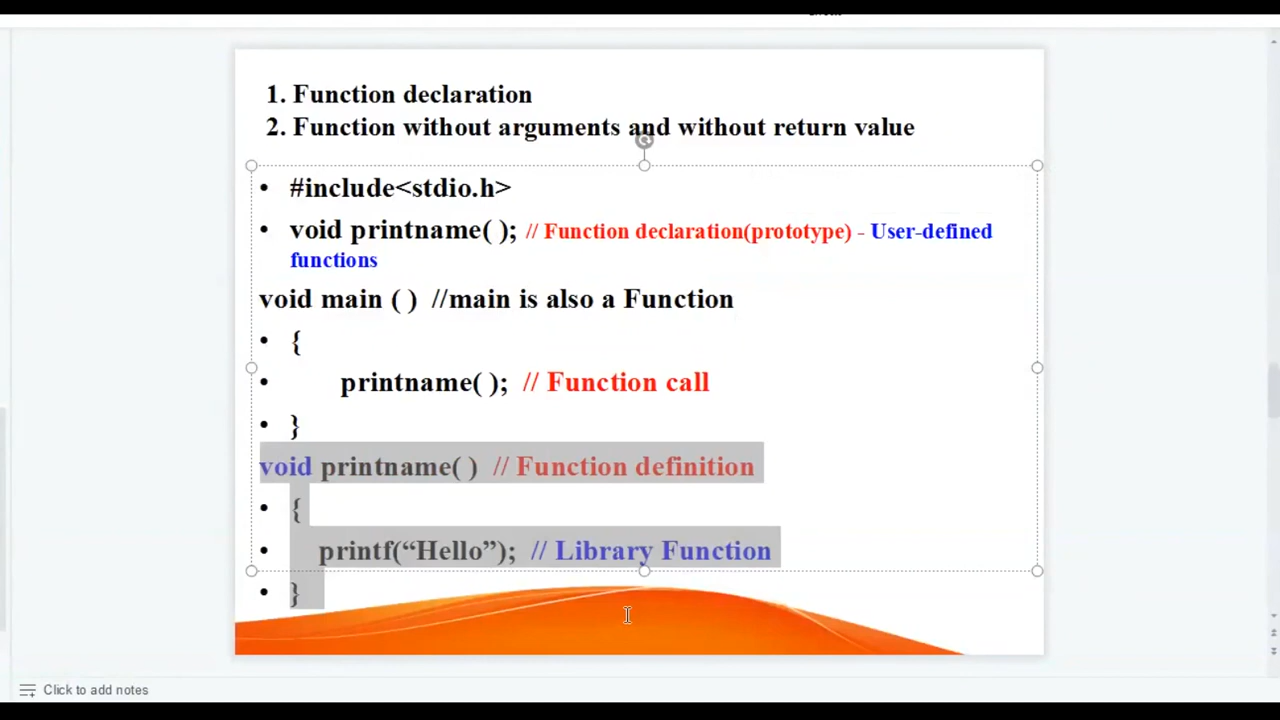 1. Function declaration
2. Function without arguments and without return value
• #include<stdio.h>
• void printname( ); // Function declaration(prototype) - User-defined
functions
void main ( ) //main is also a Function
• {
• printname( ); // Function call
• }
void printname( ) // Function definition
• {
• printf(“Hello”); // Library Function
• }
Click to add notes